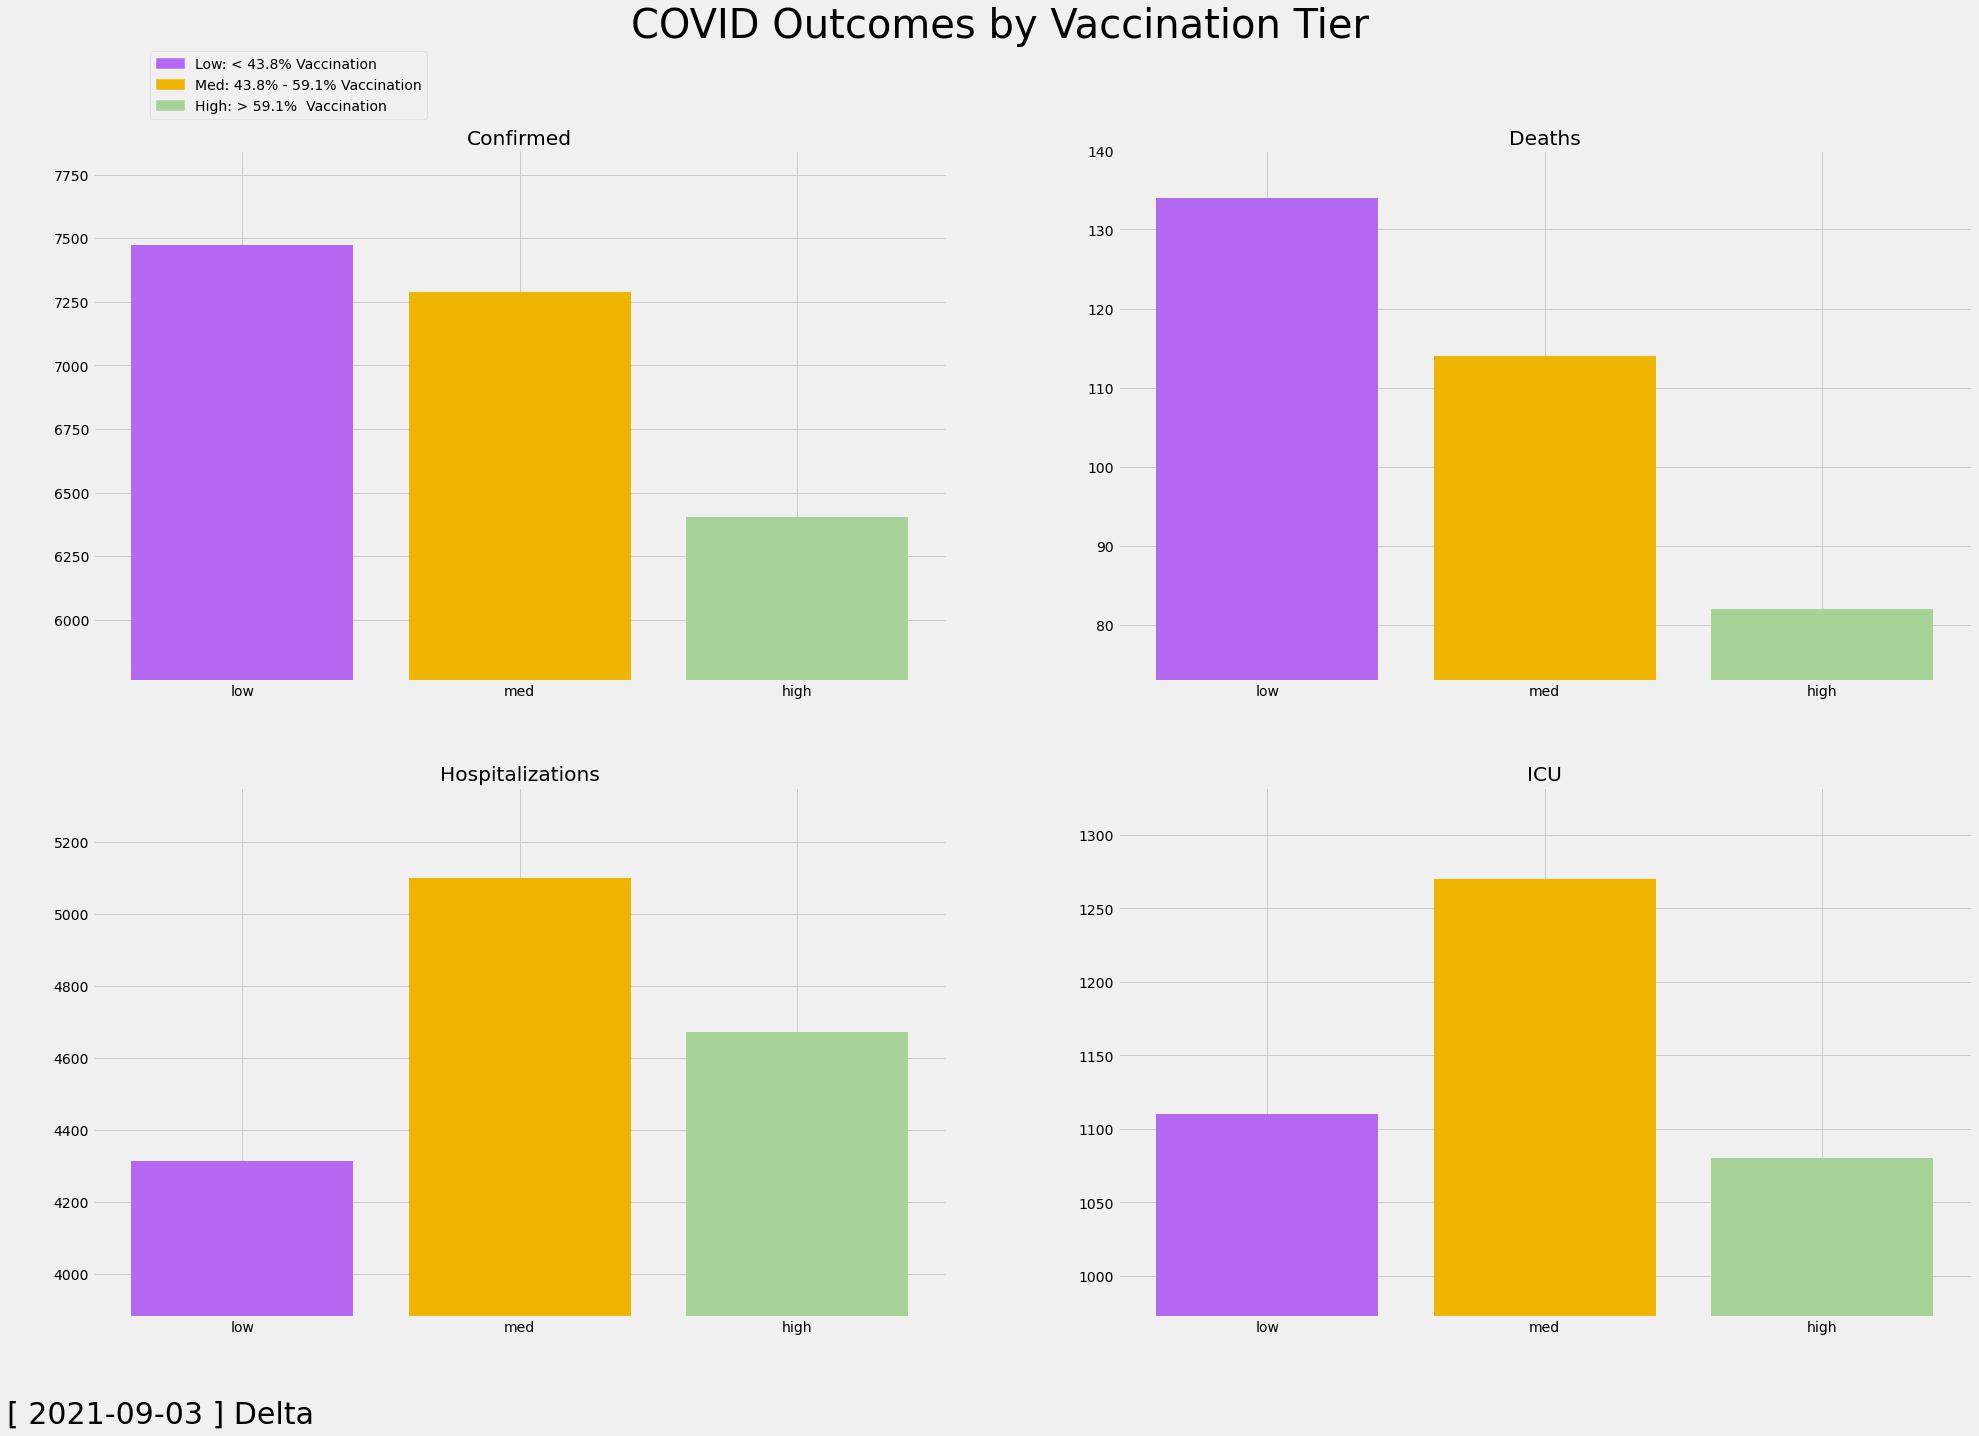 COVID Outcomes by Vaccination Tier
Low: < 43.8% Vaccination
Med: 43.8% - 59.1% Vaccination
High: > 59.1%  Vaccination
Confirmed
7750
7500
7250
7000
6750
6500
6250
6000
low med high
Deaths
140
130
120
110
100
90
80
low med high
Hospitalizations
5200
5000
4800
4600
4400
4200
4000
low med high
ICU
1300
1250
1200
1150
1100
1050
1000
low med high
[ 2021-09-03 ] Delta